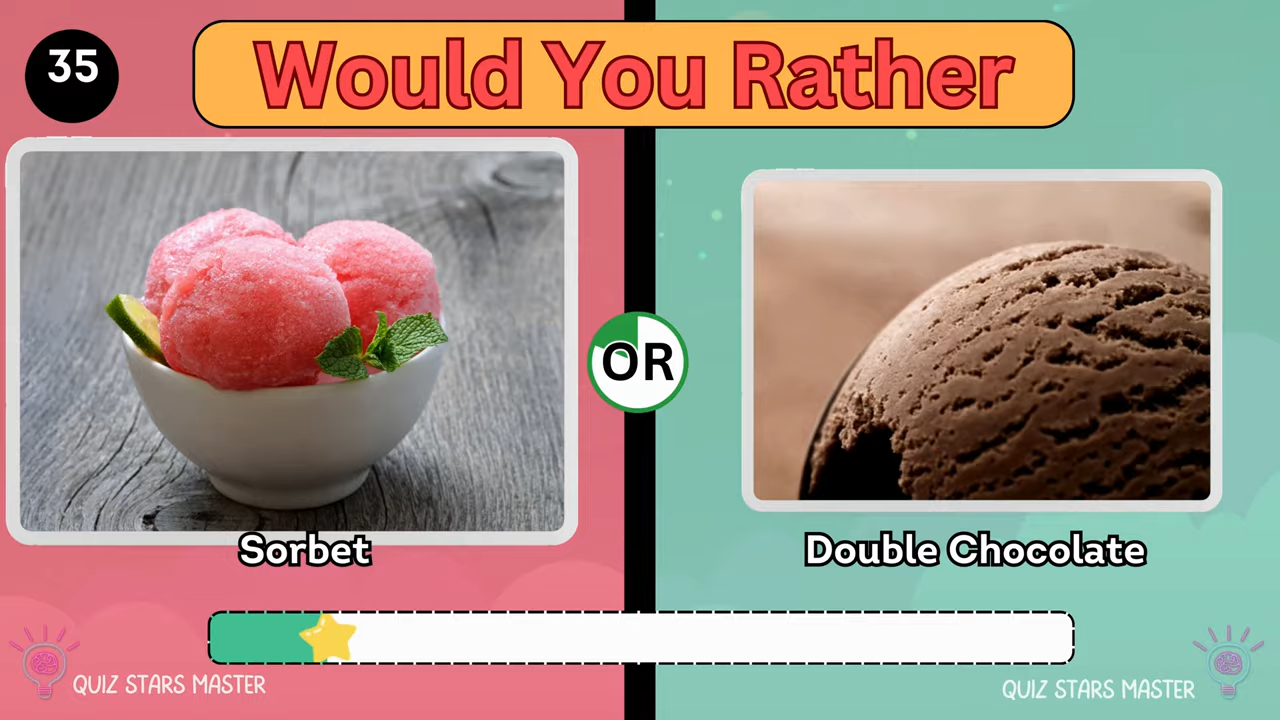 35
Would You Rather
OR
Sorbet
Double Chocolate
QUIZ STARS MASTER
QUIZ STARS MASTER